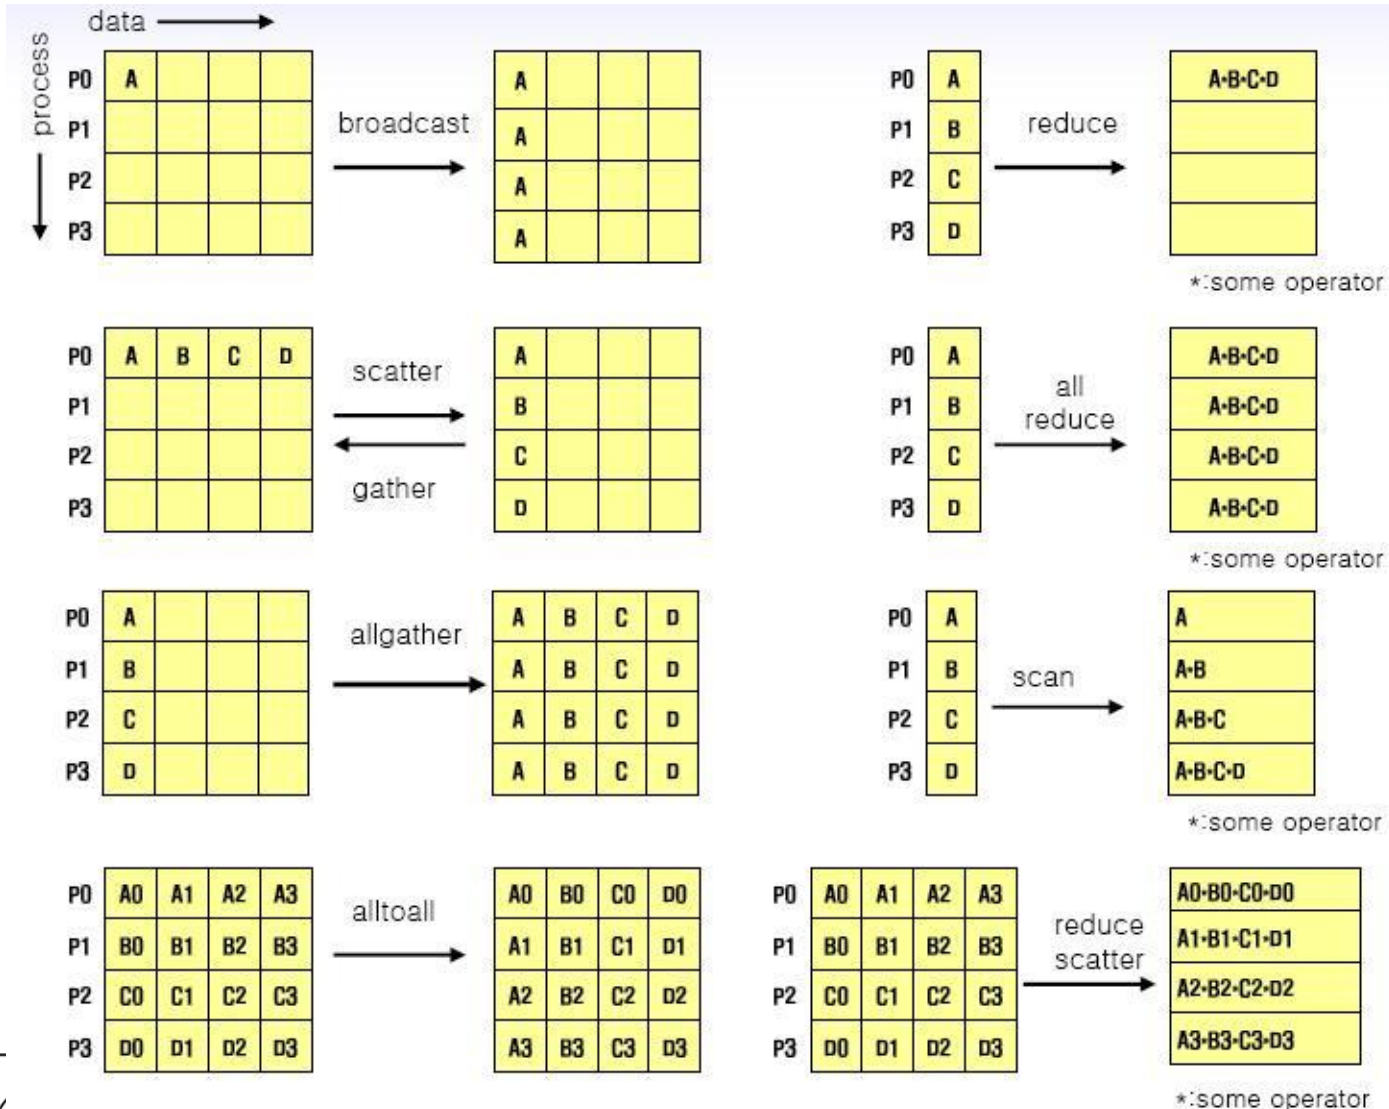 data
process
P0 A
P1
P2
P3
broadcast
A
A
A
A
P0 A
P1 B
P2 C
P3 D
reduce
A*B*C*D
*:some operator
P0 A B C D
P1
P2
P3
scatter
gather
A
B
C
D
P0 A
P1 B
P2 C
P3 D
all
reduce
A*B*C*D
A*B*C*D
A*B*C*D
A*B*C*D
*:some operator
P0 A
P1 B
P2 C
P3 D
allgather
A B C D
A B C D
A B C D
A B C D
P0 A
P1 B
P2 C
P3 D
scan
A
A*B
A*B*C
A*B*C*D
*:some operator
P0 A0 A1 A2 A3
P1 B0 B1 B2 B3
P2 C0 C1 C2 C3
P3 D0 D1 D2 D3
alltoall
A0 B0 C0 D0
A1 B1 C1 D1
A2 B2 C2 D2
A3 B3 C3 D3
P0 A0 A1 A2 A3
P1 B0 B1 B2 B3
P2 C0 C1 C2 C3
P3 D0 D1 D2 D3
reduce
scatter
A0*B0*C0*D0
A1*B1*C1*D1
A2*B2*C2*D2
A3*B3*C3*D3
*:some operator